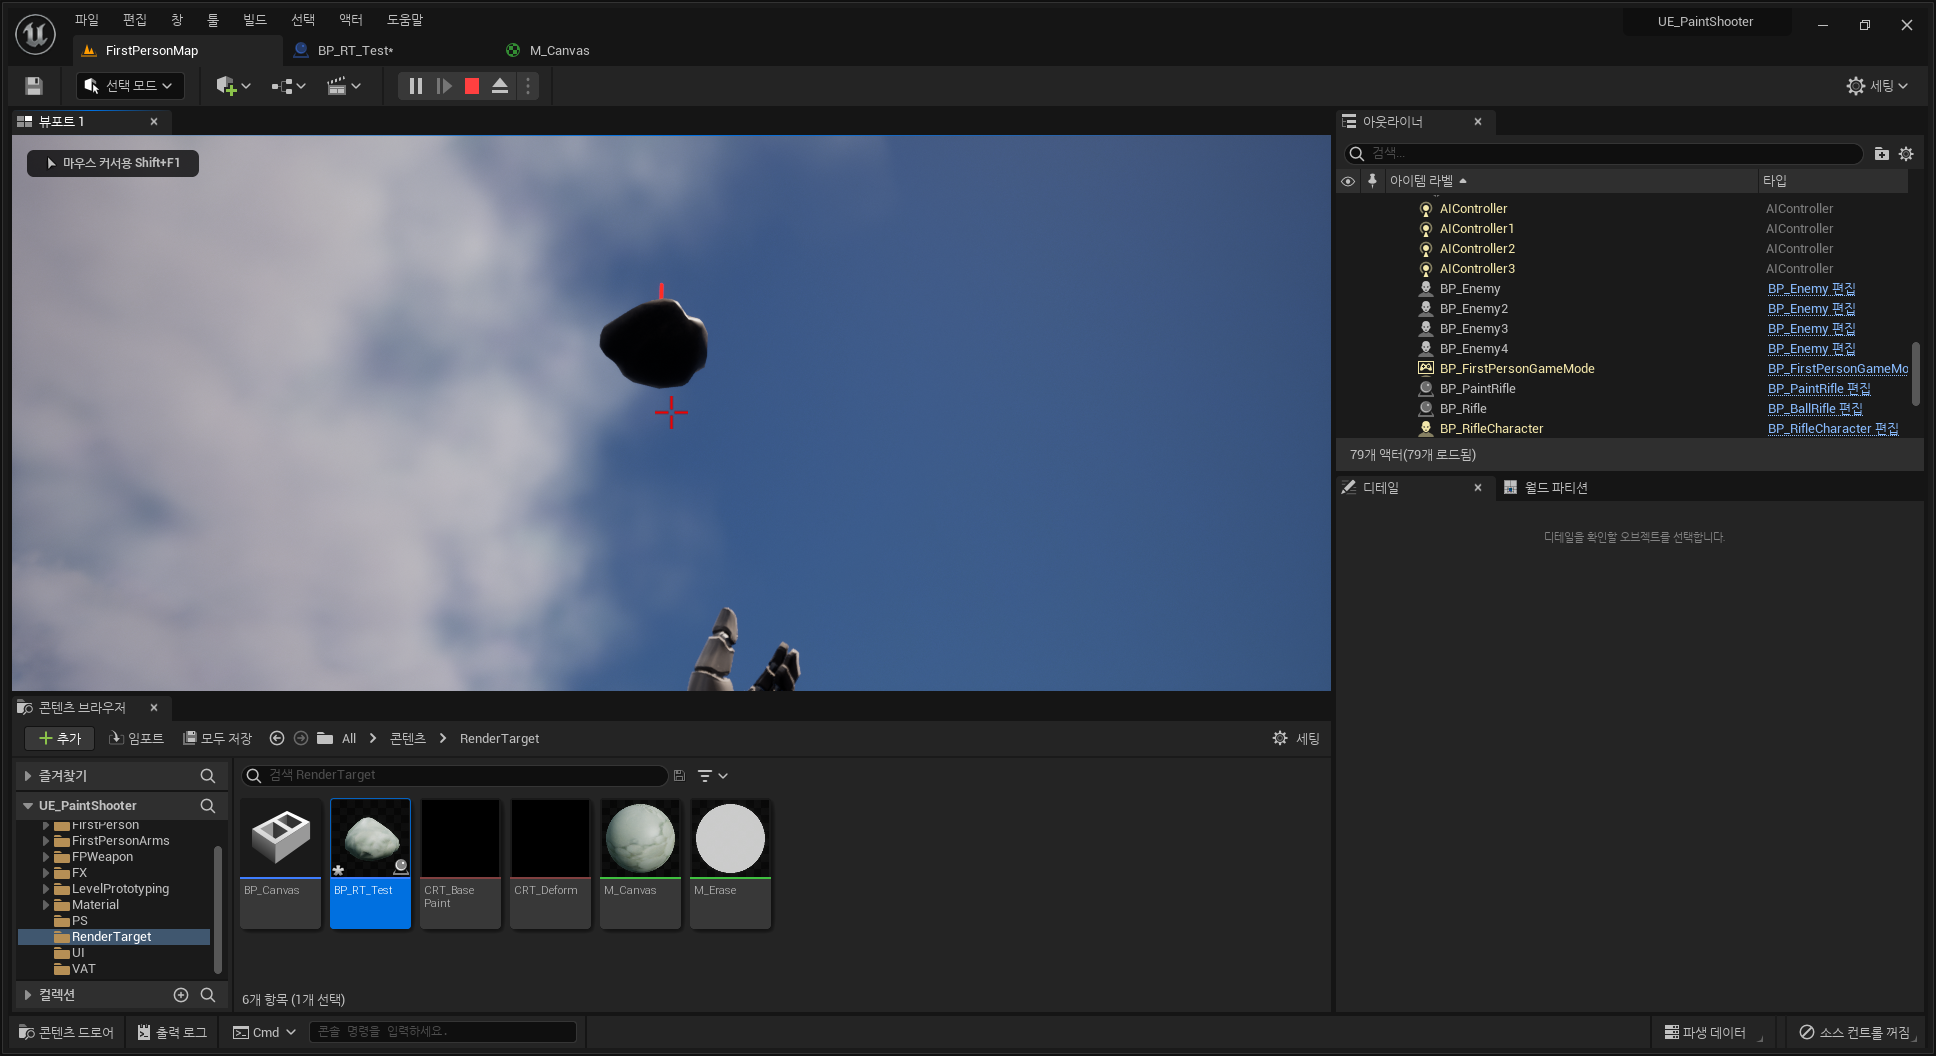 파일 편집 창 툴 빌드 선택 액터 도움말
UE_PaintShooter
FirstPersonMap
BP_RT_Test*
M_Canvas
선택 모드
세팅
뷰포트 1
마우스 커서용 Shift+F1
아웃라이너
검색...
아이템 라벨 타입
AIController AIController
AIController1 AIController
AIController2 AIController
AIController3 AIController
BP_Enemy BP_Enemy 편집
BP_Enemy2 BP_Enemy 편집
BP_Enemy3 BP_Enemy 편집
BP_Enemy4 BP_Enemy 편집
BP_FirstPersonGameMode BP_FirstPersonGameMo
BP_PaintRifle BP_PaintRifle 편집
BP_Rifle BP_BallRifle 편집
BP_RifleCharacter BP_RifleCharacter 편집
79개 액터(79개 로드됨)
디테일
월드 파티션
디테일을 확인할 오브젝트를 선택합니다.
콘텐츠 브라우저
추가 임포트 모두 저장 All 콘텐츠 RenderTarget
세팅
즐겨찾기
검색 RenderTarget
UE_PaintShooter
FirstPerson
FirstPersonArms
FPWeapon
FX
LevelPrototyping
Material
PS
RenderTarget
UI
VAT
컬렉션
BP_Canvas
BP_RT_Test
CRT_Base
Paint
CRT_Deform
M_Canvas
M_Erase
6개 항목 (1개 선택)
콘텐츠 드로어
출력 로그
Cmd
콘솔 명령을 입력하세요.
파생 데이터
소스 컨트롤 꺼짐